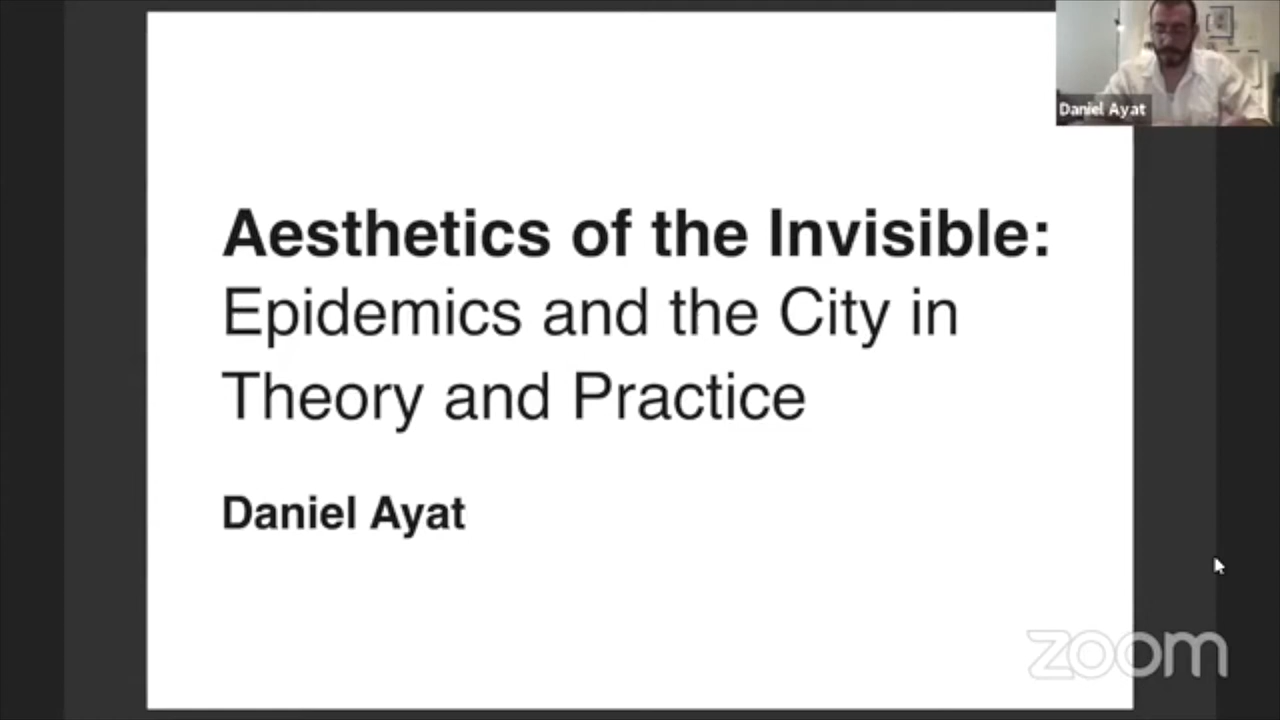 Daniel Ayat
Aesthetics of the Invisible:
Epidemics and the City in
Theory and Practice
Daniel Ayat
zoom